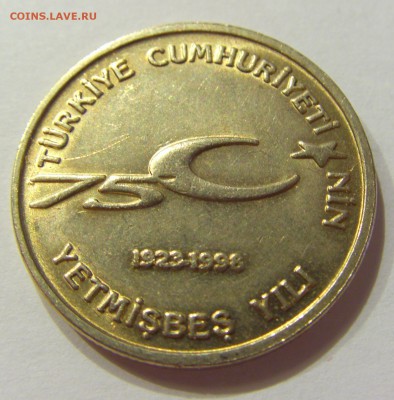 COINS.LAVE.RU
TÜRKİYE CUMHURİYETİ NİN
75
1923-1998
YETMİŞBEŞ YILI